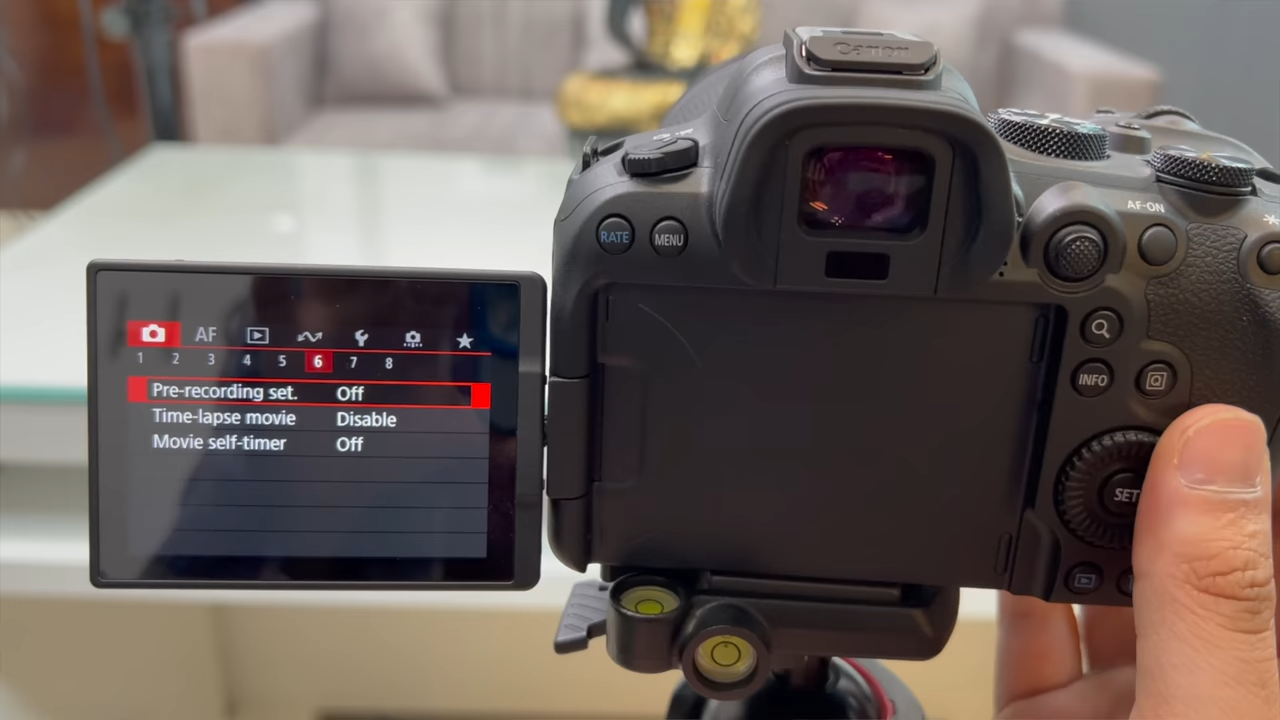 Canon
RATE
MENU
AF-ON
AF
1 2 3 4 5 6 7 8
Pre-recording set. Off
Time-lapse movie Disable
Movie self-timer Off
INFO
Q
SET